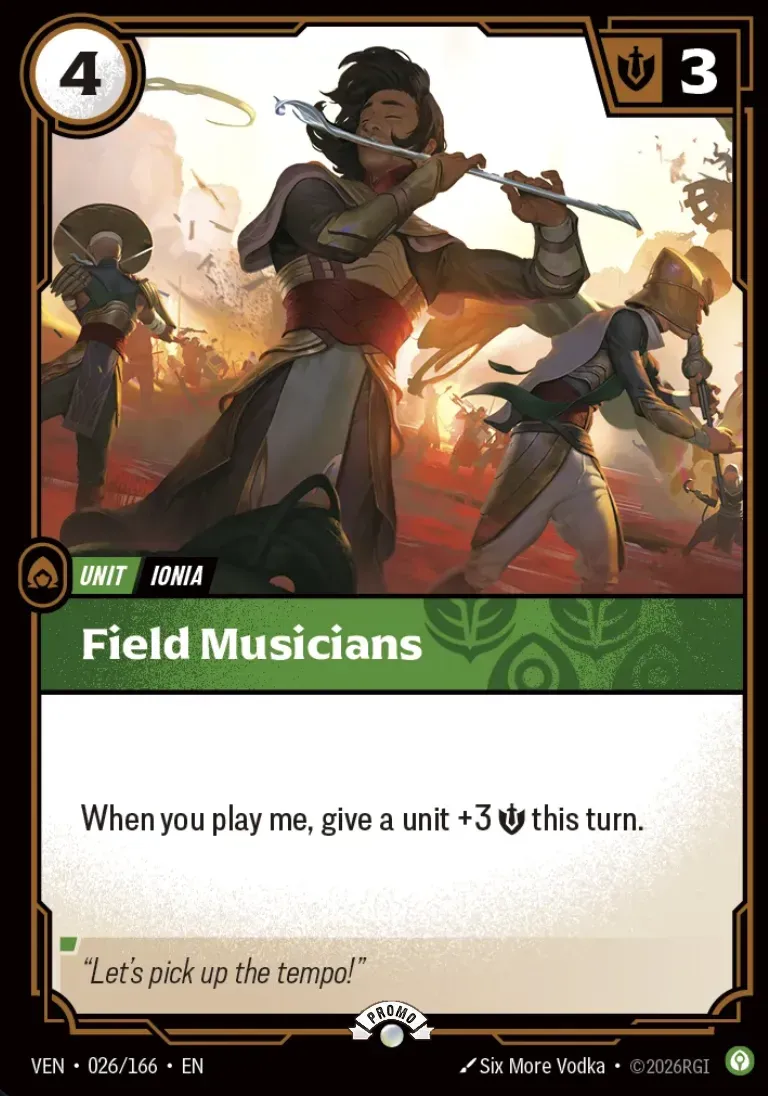 4
3
UNIT IONIA
Field Musicians
When you play me, give a unit +3 this turn.
“Let’s pick up the tempo!”
PROMO
VEN • 026/166 • EN
Six More Vodka • ©2026RGI